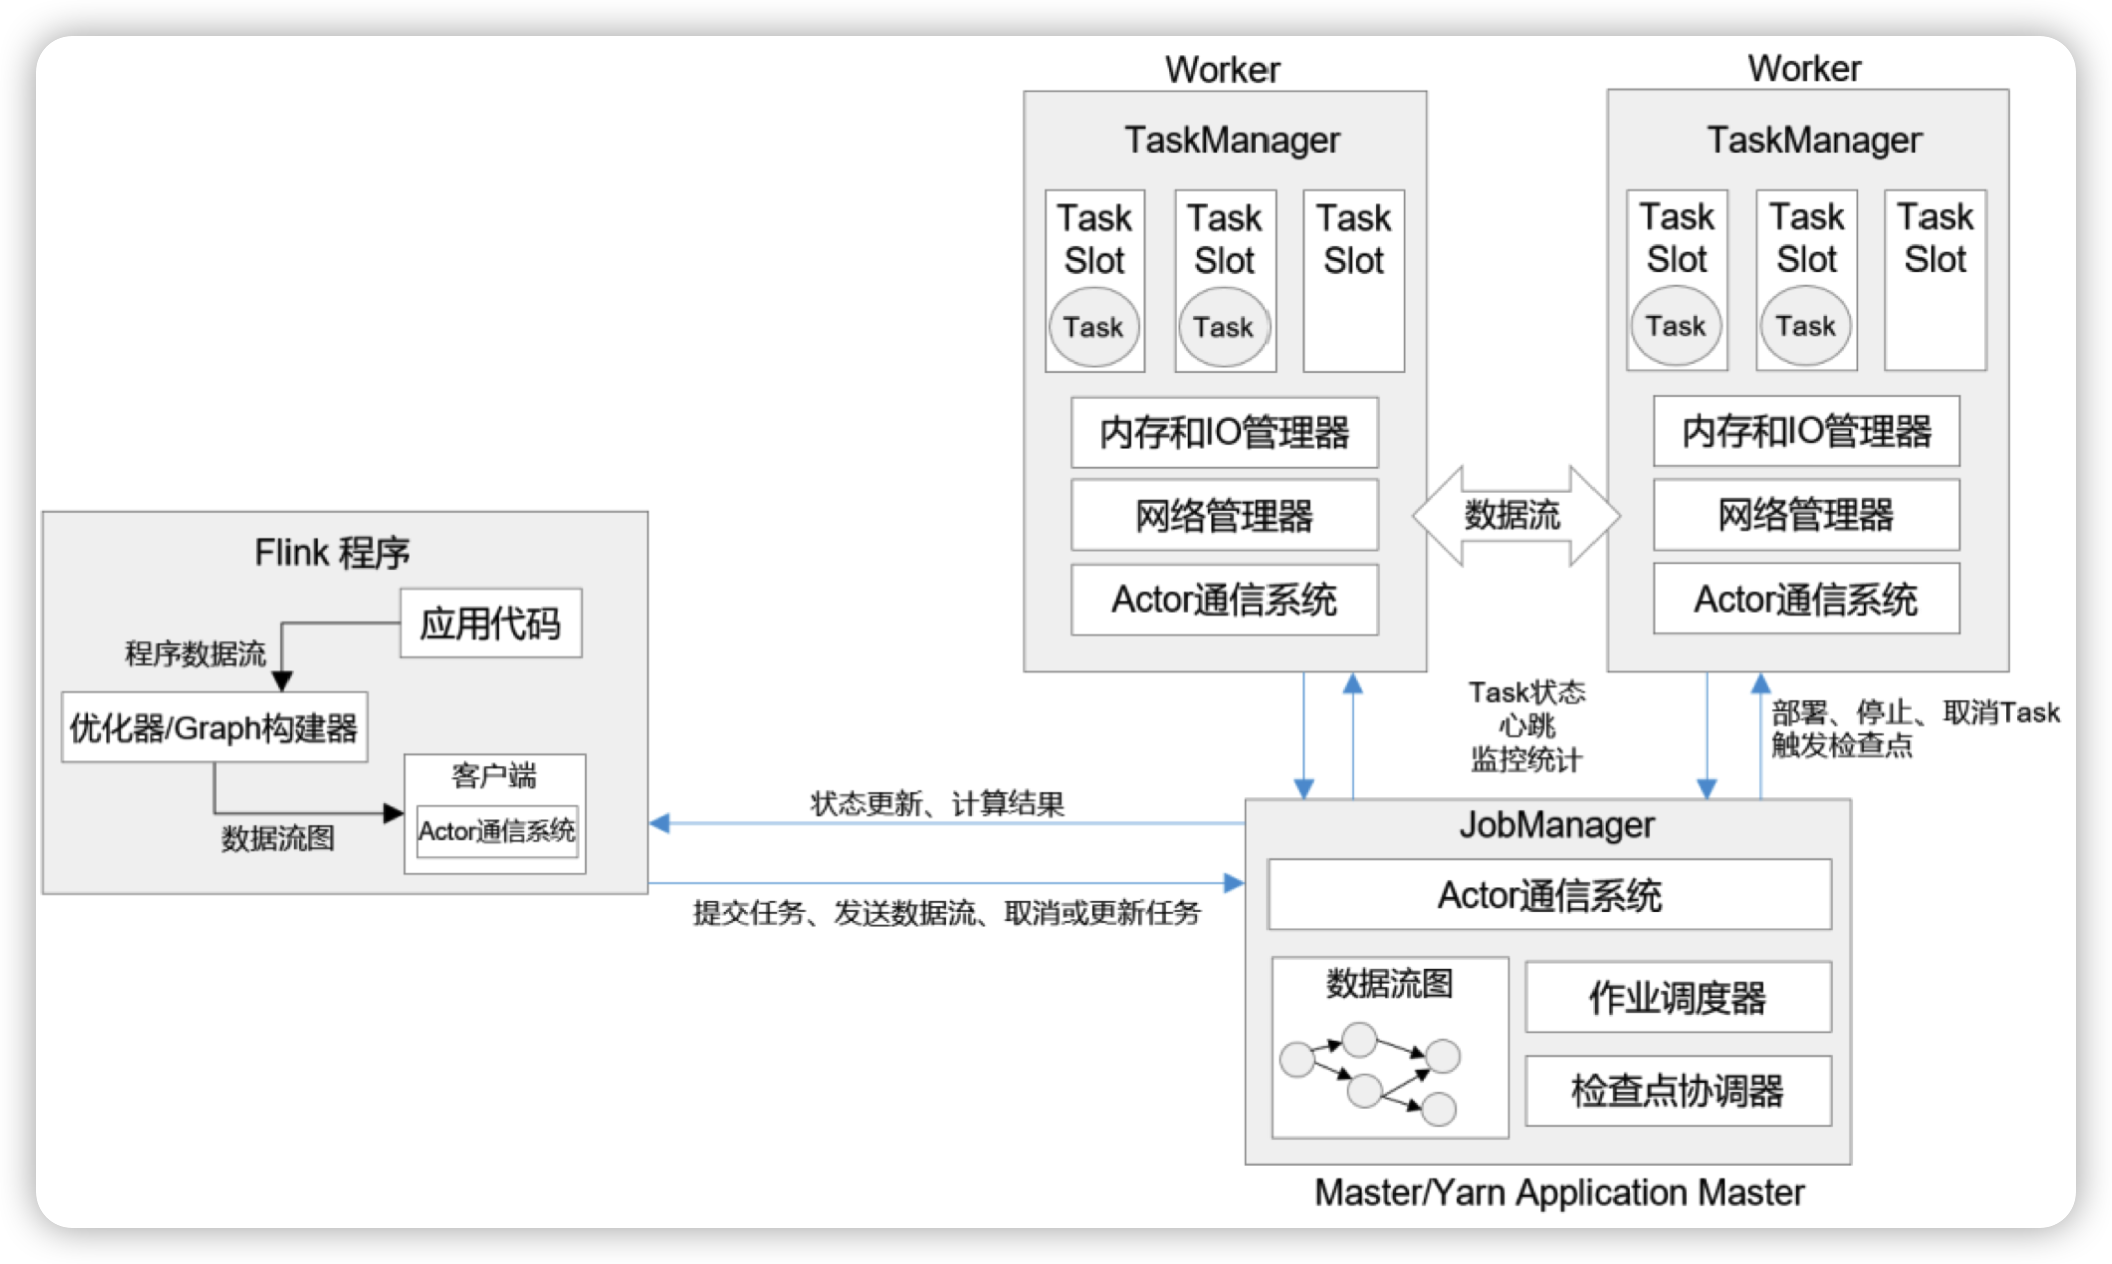 Worker
TaskManager
Task
Slot
Task
Task
Slot
Task
Task
Slot
内存和IO管理器
网络管理器
Actor通信系统
数据流
Worker
TaskManager
Task
Slot
Task
Task
Slot
Task
Task
Slot
内存和IO管理器
网络管理器
Actor通信系统
Flink 程序
应用代码
程序数据流
优化器/Graph构建器
数据流图
客户端
Actor通信系统
Task状态
心跳
监控统计
部署、停止、取消Task
触发检查点
状态更新、计算结果
提交任务、发送数据流、取消或更新任务
JobManager
Actor通信系统
数据流图
作业调度器
检查点协调器
Master/Yarn Application Master